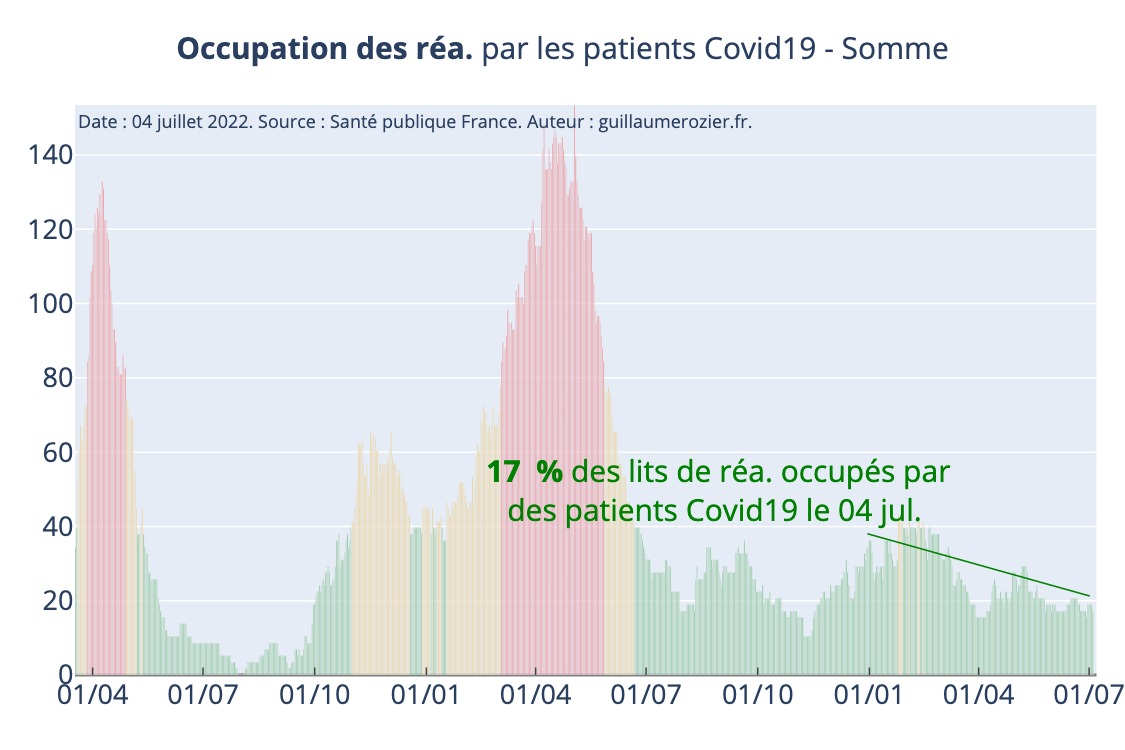 Occupation des réa. par les patients Covid19 - Somme
Date : 04 juillet 2022. Source : Santé publique France. Auteur : guillaumerozier.fr.
140
120
100
80
60
40
20
0
17 % des lits de réa. occupés par
des patients Covid19 le 04 jul.
01/04 01/07 01/10 01/01 01/04 01/07 01/10 01/01 01/04 01/07